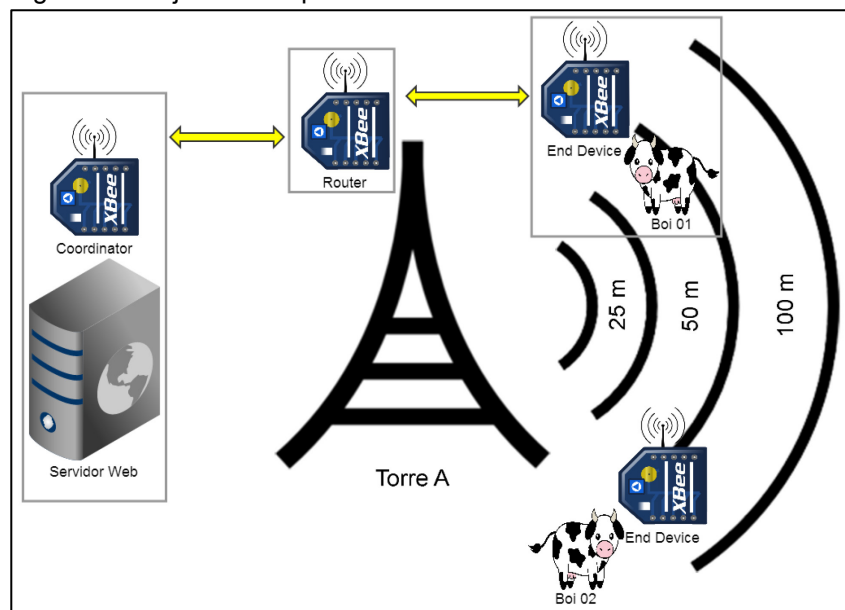 XBee
Coordinator
Servidor Web
XBee
Router
XBee
End Device
Boi 01
25 m
50 m
100 m
Torre A
XBee
End Device
Boi 02